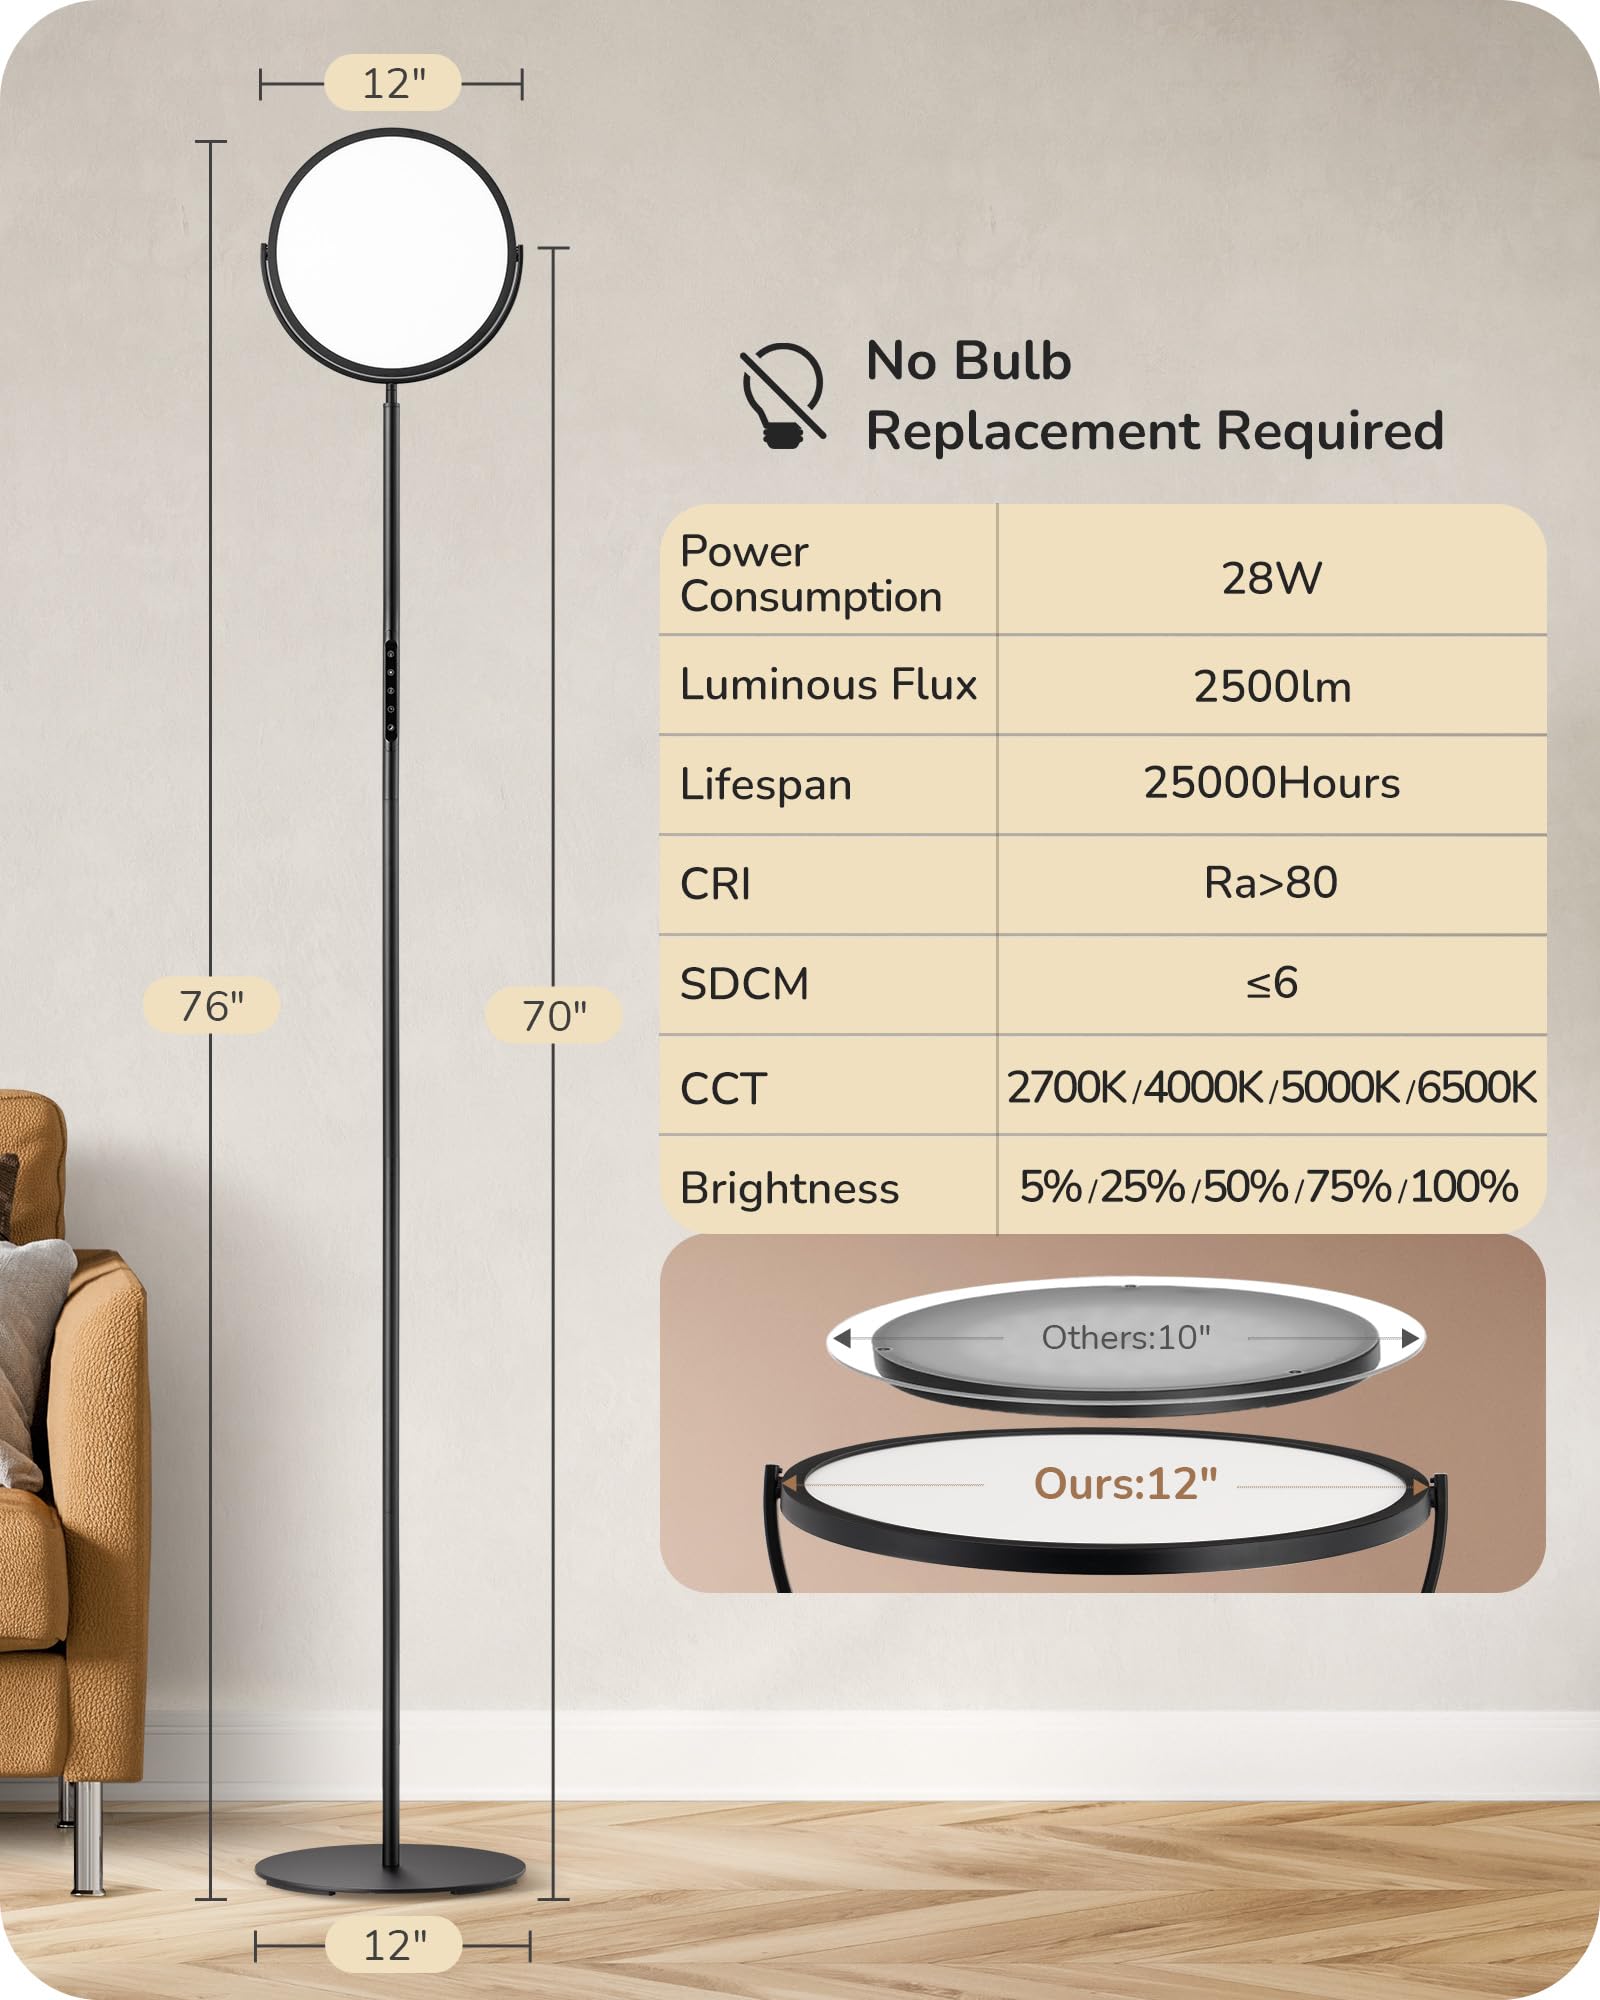 12"
76"
70"
12"
No Bulb
Replacement Required
Power
Consumption
28W
Luminous Flux
2500lm
Lifespan
25000Hours
CRI
Ra>80
SDCM
≤6
CCT
2700K/4000K/5000K/6500K
Brightness
5%/25%/50%/75%/100%
Others:10"
Ours:12"